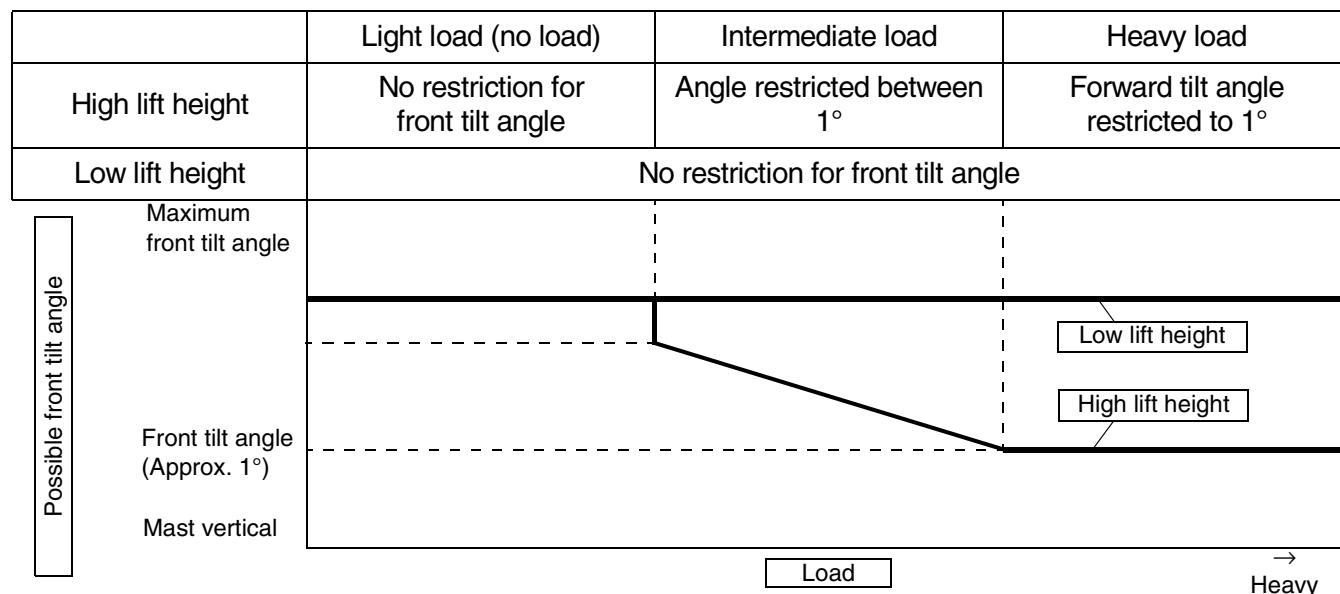 Light load (no load)
Intermediate load
Heavy load
High lift height
No restriction for
front tilt angle
Angle restricted between
1°
Forward tilt angle
restricted to 1°
Low lift height
No restriction for front tilt angle
Possible front tilt angle
Maximum
front tilt angle
Low lift height
High lift height
Front tilt angle
(Approx. 1°)
Mast vertical
Load
→
Heavy